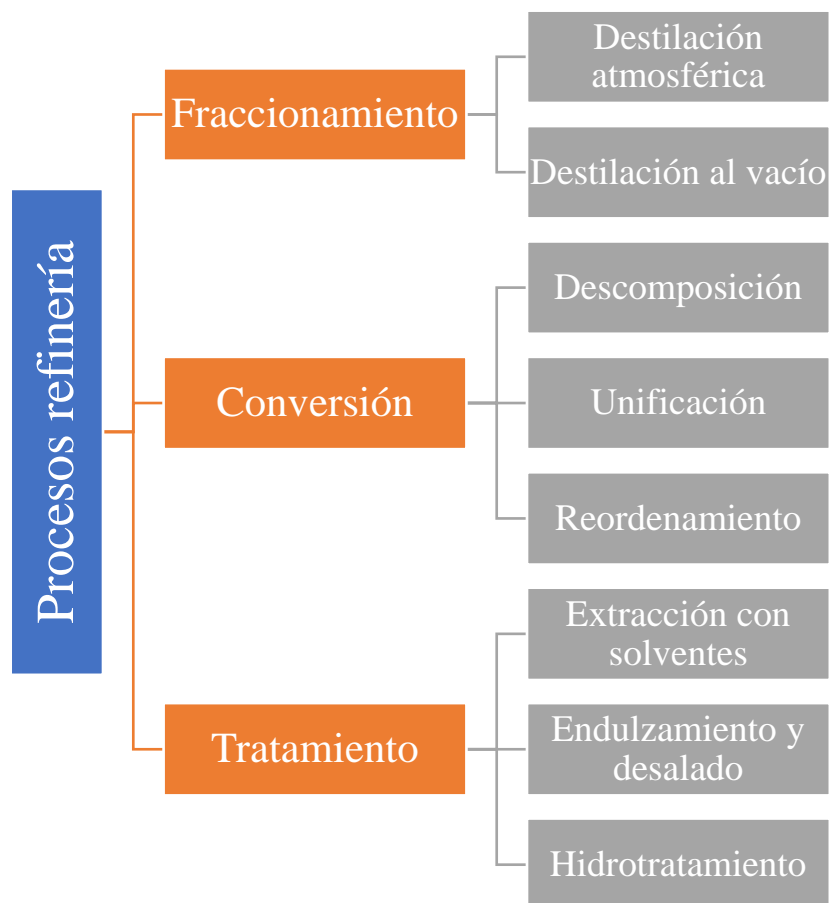 Procesos refinería
Fraccionamiento
Destilación
atmosférica
Destilación al vacío
Conversión
Descomposición
Unificación
Reordenamiento
Tratamiento
Extracción con
solventes
Endulzamiento y
desalado
Hidrotratamiento